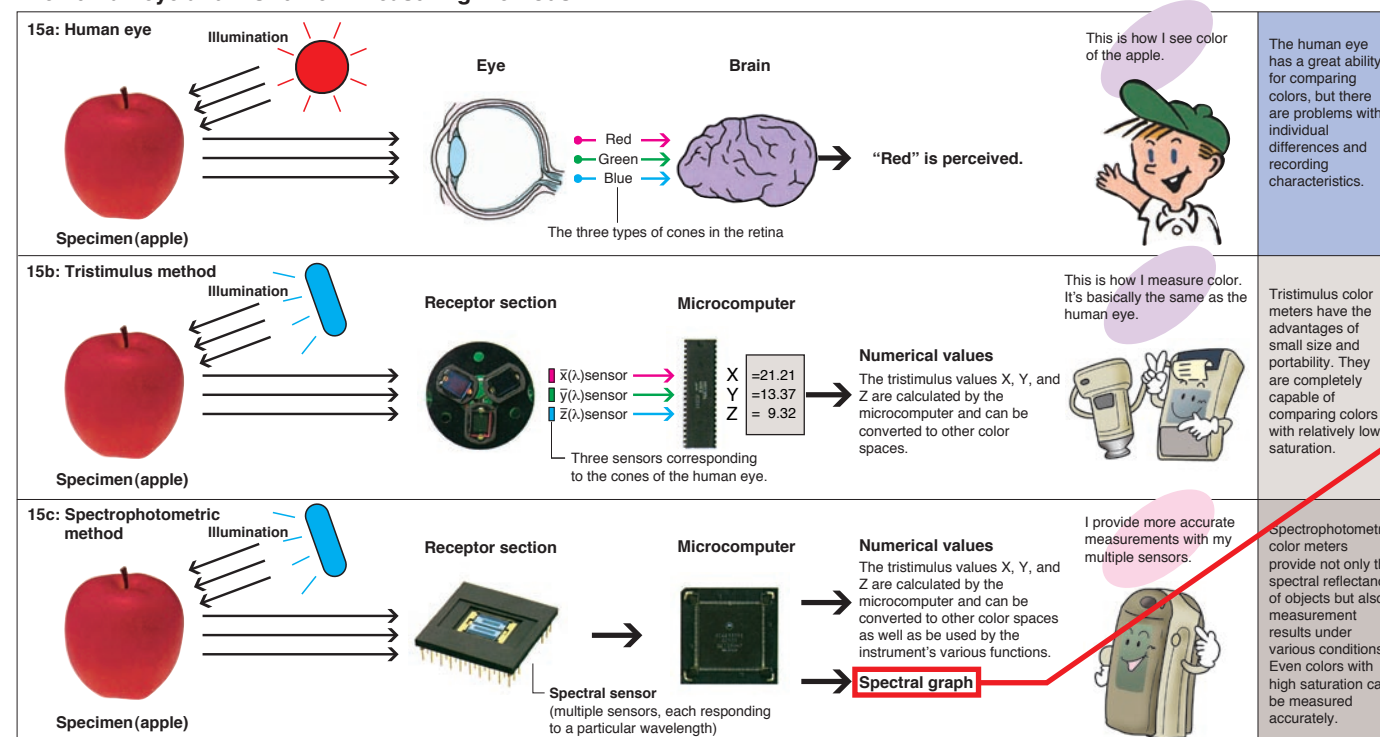 15a: Human eye
Illumination
Specimen (apple)
Eye
Red
Green
Blue
The three types of cones in the retina
Brain
“Red” is perceived.
This is how I see color
of the apple.
The human eye
has a great ability
for comparing
colors, but there
are problems with
individual
differences and
recording
characteristics.
15b: Tristimulus method
Illumination
Specimen (apple)
Receptor section
x̅(λ)sensor
y̅(λ)sensor
z̅(λ)sensor
Three sensors corresponding
to the cones of the human eye.
Microcomputer
X =21.21
Y =13.37
Z = 9.32
Numerical values
The tristimulus values X, Y, and
Z are calculated by the
microcomputer and can be
converted to other color
spaces.
This is how I measure color.
It’s basically the same as the
human eye.
Tristimulus color
meters have the
advantages of
small size and
portability. They
are completely
capable of
comparing colors
with relatively low
saturation.
15c: Spectrophotometric
method
Illumination
Specimen (apple)
Receptor section
Spectral sensor
(multiple sensors, each responding
to a particular wavelength)
Microcomputer
Numerical values
The tristimulus values X, Y, and
Z are calculated by the
microcomputer and can be
converted to other color spaces
as well as be used by the
instrument’s various functions.
Spectral graph
I provide more accurate
measurements with my
multiple sensors.
color meters
provide not only
spectral
of objects but
measurement
results under
various conditions
Even colors with
high saturation
be measured
accurately.